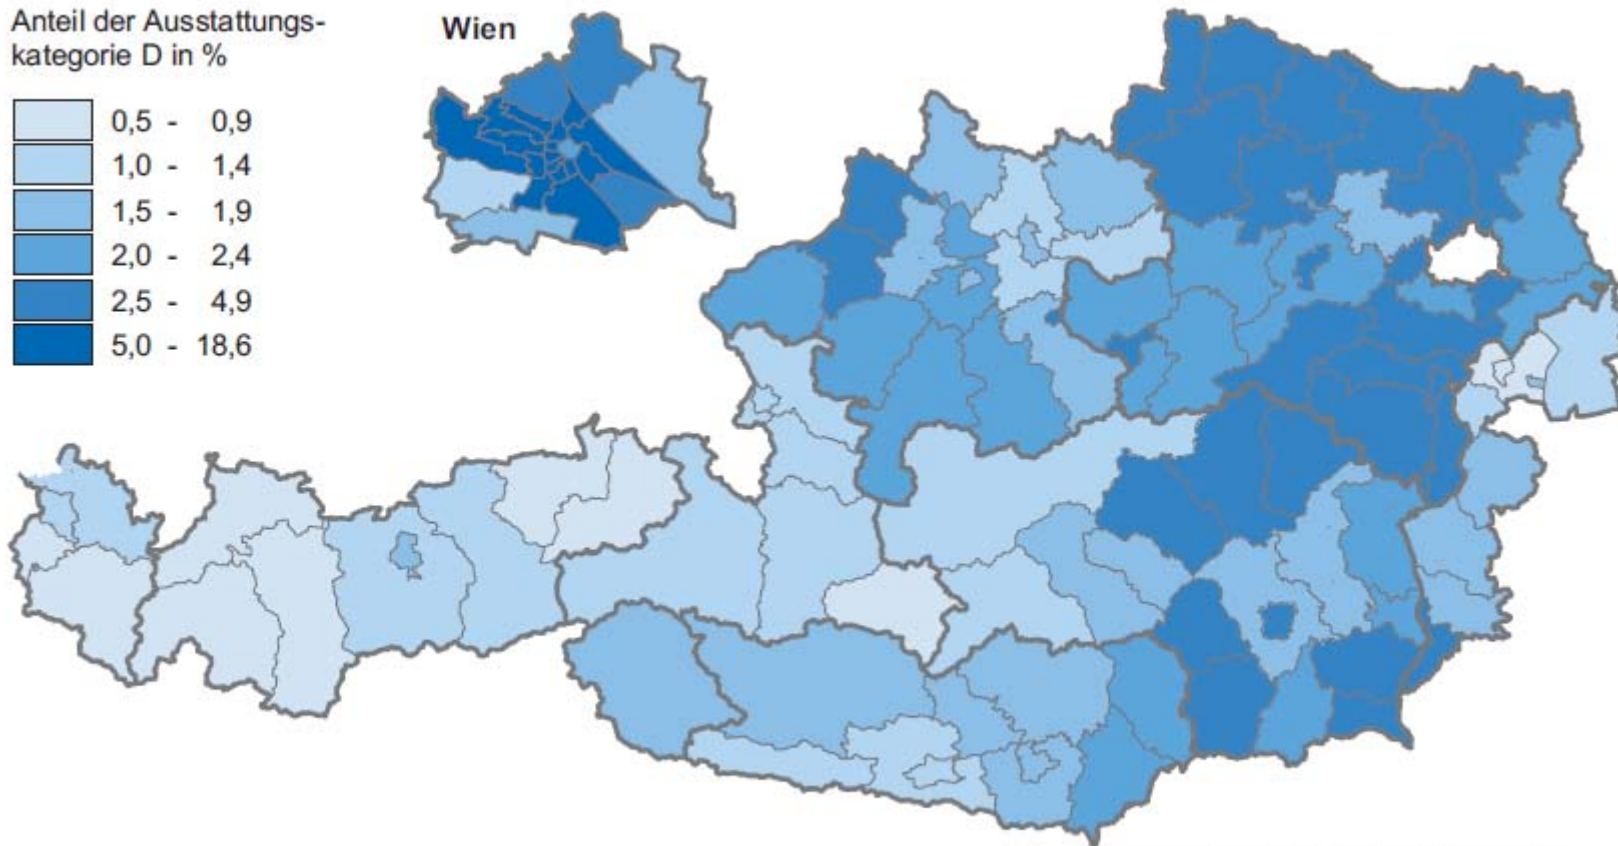 Anteil der Ausstattungs-
kategorie D in %
0,5 - 0,9
1,0 - 1,4
1,5 - 1,9
2,0 - 2,4
2,5 - 4,9
5,0 - 18,6
Wien